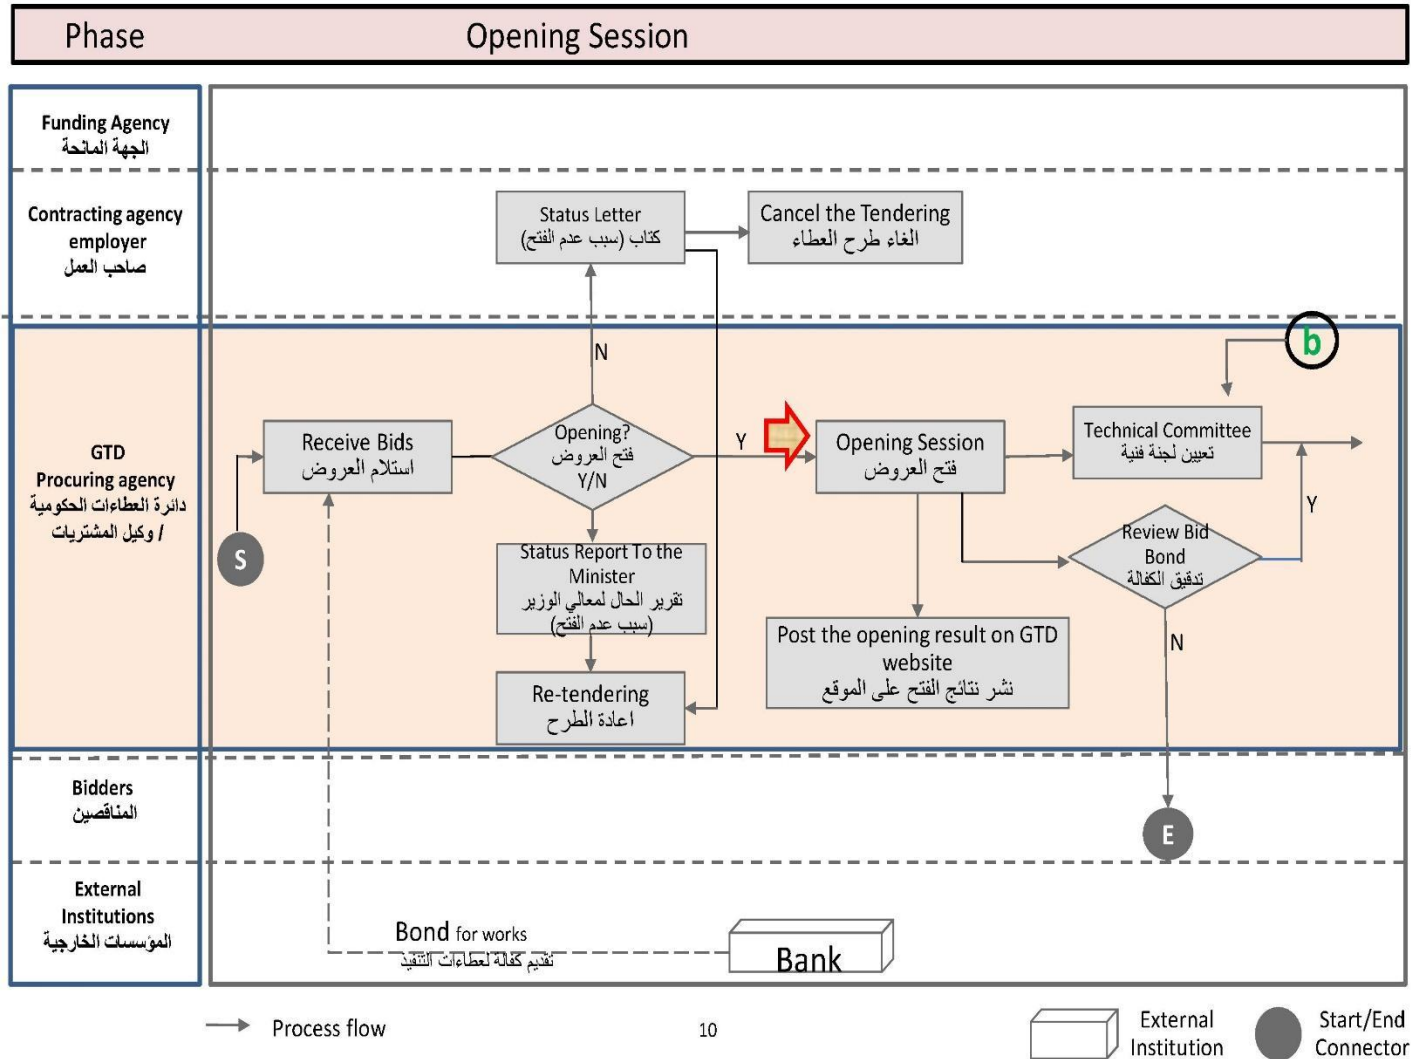 Phase
Opening Session
Funding Agency
الجهة المانحة
Contracting agency
employer
صاحب العمل
Status Letter
كتاب (سبب عدم الفتح)
Cancel the Tendering
الغاء طرح العطاء
b
N
GTD
Procuring agency
دائرة العطاءات الحكومية
/ وكيل المشتريات
S
Receive Bids
استلام العروض
Opening?
فتح العروض
Y/N
Y
Opening Session
فتح العروض
Technical Committee
تعيين لجنة فنية
Y
Review Bid
Bond
تدقيق الكفالة
N
Status Report To the
Minister
تقرير الحال لمعالي الوزير
(سبب عدم الفتح)
Re-tendering
اعادة الطرح
Post the opening result on GTD
website
نشر نتائج الفتح على الموقع
Bidders
المناقصين
E
External
Institutions
المؤسسات الخارجية
Bond for works
تقديم كفالة لعطاءات التنفيذ
Bank
Process flow
10
External
Institution
Start/End
Connector